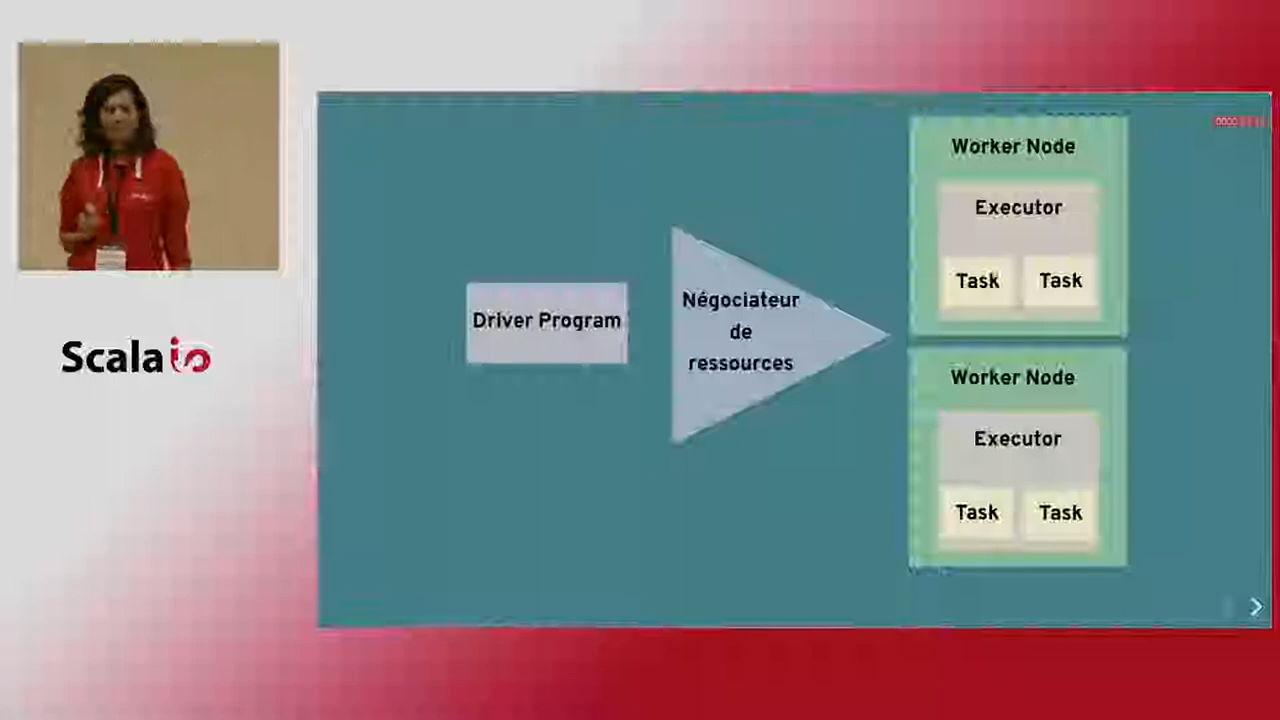 Scala io
Driver Program
Négociateur
de
ressources
Worker Node
Executor
Task Task
Worker Node
Executor
Task Task